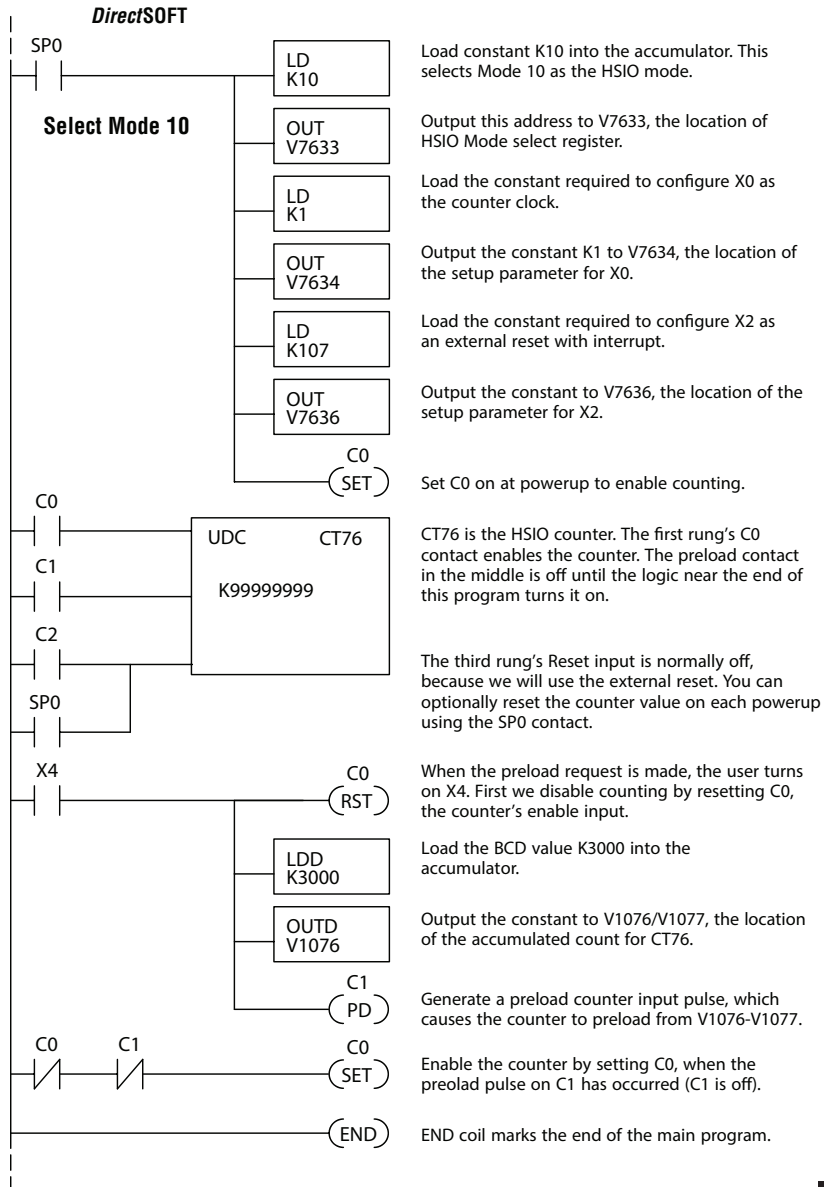 DirectSOFT
SP0
LD
K10
Load constant K10 into the accumulator. This
selects Mode 10 as the HSIO mode.
Select Mode 10
OUT
V7633
Output this address to V7633, the location of
HSIO Mode select register.
LD
K1
Load the constant required to configure X0 as
the counter clock.
OUT
V7634
Output the constant K1 to V7634, the location of
the setup parameter for X0.
LD
K107
Load the constant required to configure X2 as
an external reset with interrupt.
OUT
V7636
Output the constant to V7636, the location of the
setup parameter for X2.
C0
SET
Set C0 on at powerup to enable counting.
C0
UDC CT76
K99999999
C1
CT76 is the HSIO counter. The first rung's C0
contact enables the counter. The preload contact
in the middle is off until the logic near the end of
this program turns it on.
C2
SP0
The third rung's Reset input is normally off,
because we will use the external reset. You can
optionally reset the counter value on each powerup
using the SP0 contact.
X4
C0
RST
When the preload request is made, the user turns
on X4. First we disable counting by resetting C0,
the counter's enable input.
LDD
K3000
Load the BCD value K3000 into the
accumulator.
OUTD
V1076
Output the constant to V1076/V1077, the location
of the accumulated count for CT76.
C1
PD
Generate a preload counter input pulse, which
causes the counter to preload from V1076-V1077.
C0 C1 C0
SET
Enable the counter by setting C0, when the
preolad pulse on C1 has occurred (C1 is off).
END
END coil marks the end of the main program.